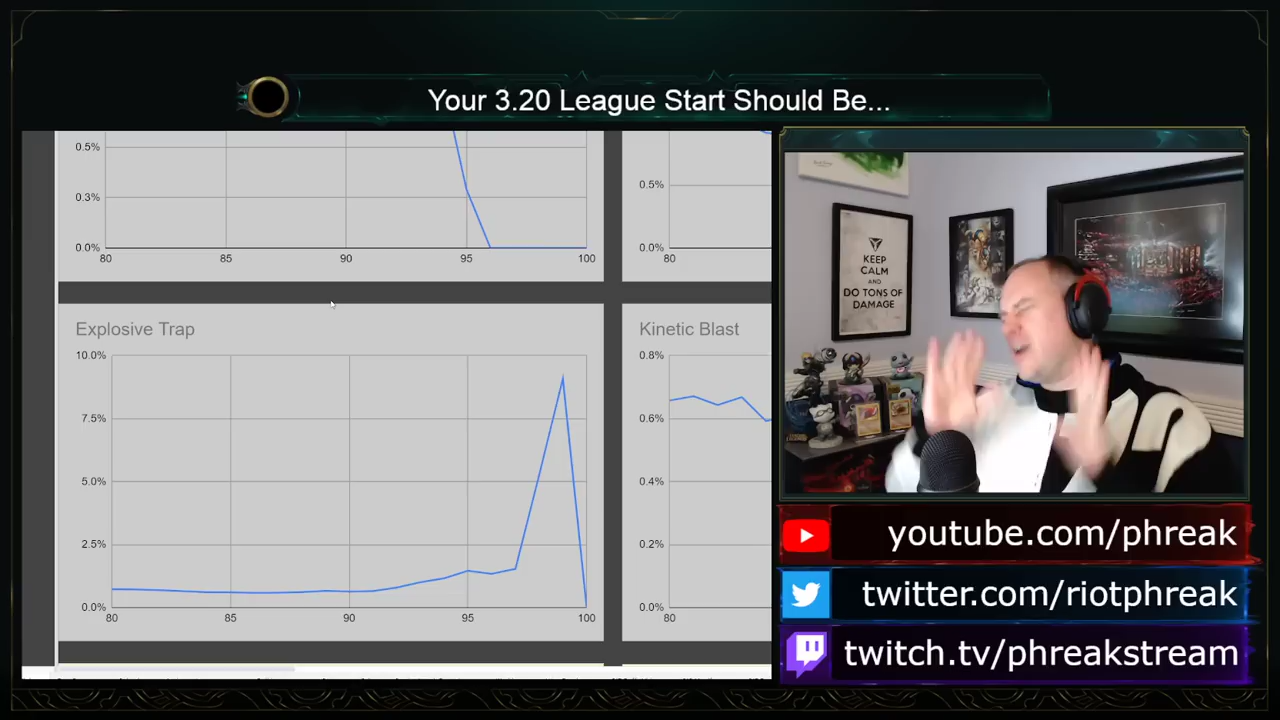 Your 3.20 League Start Should Be...
0.5%
0.3%
0.0%
80
85
90
95
100
0.5%
0.0%
80
Explosive Trap
10.0%
7.5%
5.0%
2.5%
0.0%
80
85
90
95
100
Kinetic Blast
0.8%
0.6%
0.4%
0.2%
0.0%
80
KEEP
CALM
AND
DO TONS OF
DAMAGE
youtube.com/phreak
twitter.com/riotphreak
twitch.tv/phreakstream